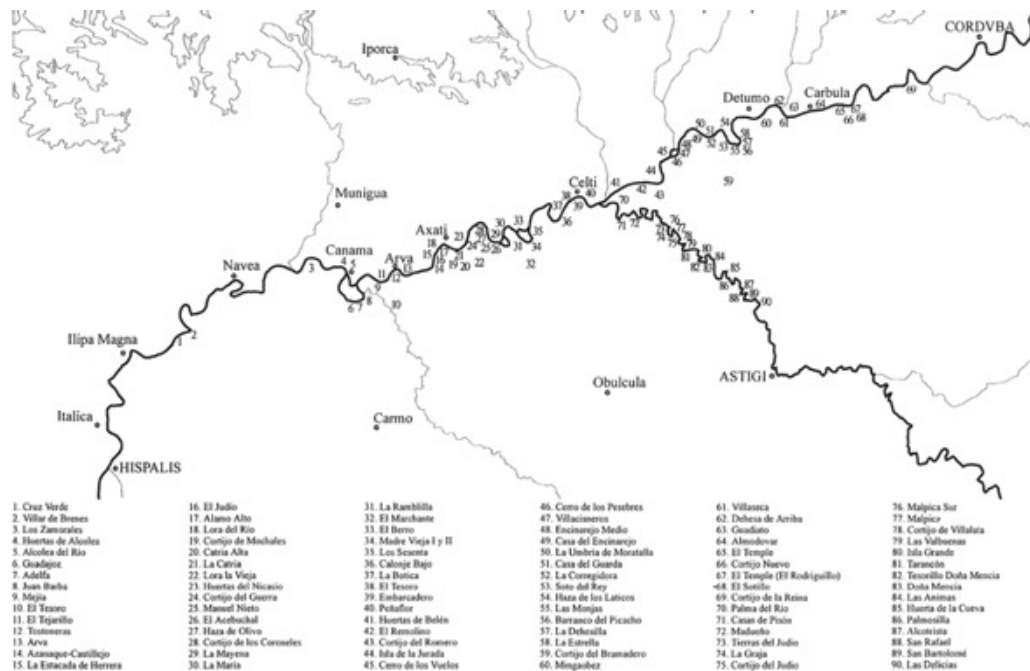 CORDVBA
Iporca
Detumo
Carbula
Munigua
Celti
Axati
Canama
Arva
Navea
Ilipa Magna
Obulcula
ASTIGI
Italica
Carmo
HISPALIS
1. Cruz Verde
2. Villar de Brenes
3. Los Zamorales
4. Huertas de Alcolea
5. Alcolea del Río
6. Guadajoz
7. Adelfa
8. Juan Barba
9. Mejía
10. El Tesoro
11. El Tejarillo
12. Tostoneras
13. Arva
14. Azanaque-Castillejo
15. La Estacada de Herrera
16. El Judío
17. Alamo Alto
18. Lora del Río
19. Cortijo de Mochales
20. Catria Alta
21. La Catria
22. Lora la Vieja
23. Huertas del Nicasio
24. Cortijo del Guerra
25. Manuel Nieto
26. El Acebuchal
27. Haza de Olivo
28. Cortijo de los Coroneles
29. La Mayena
30. La María
31. La Ramblilla
32. El Marchante
33. El Berro
34. Madre Vieja I y II
35. Los Sesenta
36. Calonje Bajo
37. La Botica
38. El Tesoro
39. Embarcadero
40. Peñaflor
41. Huertas de Belén
42. El Remolino
43. Cortijo del Romero
44. Isla de la Jurada
45. Cerro de los Vuelos
46. Cerro de los Pesebres
47. Villacisneros
48. Encinarejo Medio
49. Casa del Encinarejo
50. La Umbría de Moratalla
51. Casa del Guarda
52. La Corregidora
53. Soto del Rey
54. Haza de los Laticos
55. Las Monjas
56. Barranco del Picacho
57. La Dehesilla
58. La Estrella
59. Cortijo del Bramadero
60. Mingaobez
61. Villaseca
62. Dehesa de Arriba
63. Guadiato
64. Almodovar
65. El Temple
66. Cortijo Nuevo
67. El Temple (El Rodriguillo)
68. El Sotillo
69. Cortijo de la Reina
70. Palma del Río
71. Casas de Picón
72. Madueño
73. Tierras del Judío
74. La Graja
75. Cortijo del Judío
76. Malpica Sur
77. Malpica
78. Cortijo de Villalata
79. Las Valbuenas
80. Isla Grande
81. Tarancón
82. Tesorillo Doña Mencia
83. Doña Mencia
84. Las Animas
85. Huerta de la Cueva
86. Palmosilla
87. Alcotrista
88. San Rafael
89. San Bartolomé
90. Las Delicias